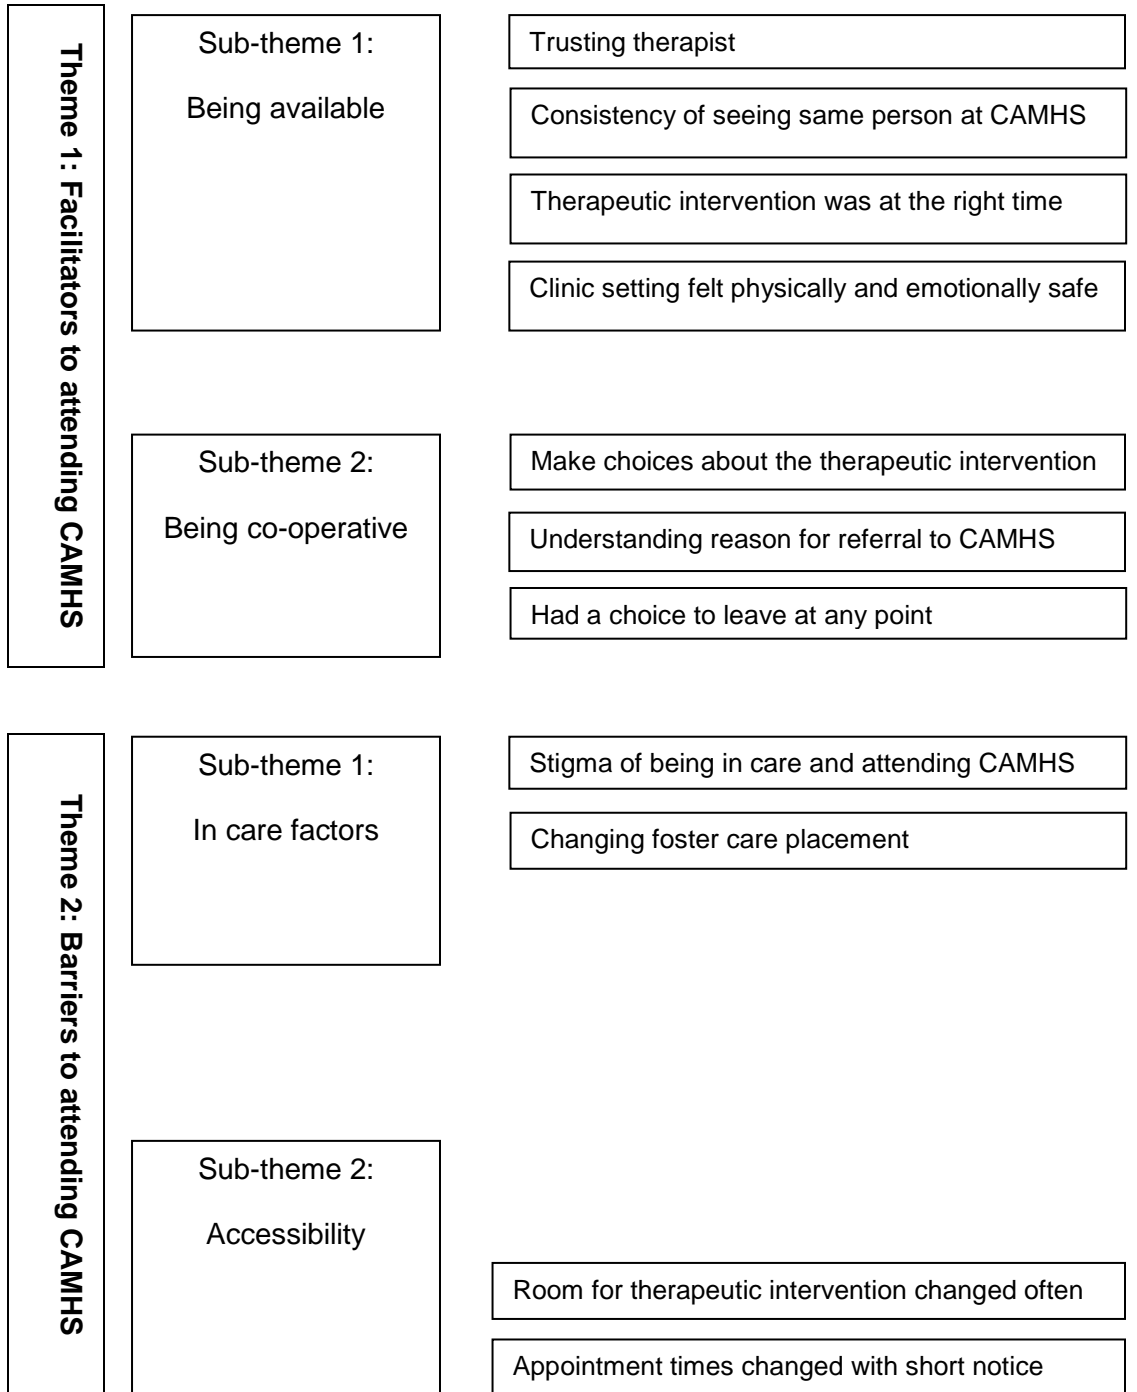 Theme 1: Facilitators to attending CAMHS
Sub-theme 1:
Being available
Trusting therapist
Consistency of seeing same person at CAMHS
Therapeutic intervention was at the right time
Clinic setting felt physically and emotionally safe
Sub-theme 2:
Being co-operative
Make choices about the therapeutic intervention
Understanding reason for referral to CAMHS
Had a choice to leave at any point
Theme 2: Barriers to attending CAMHS
Sub-theme 1:
In care factors
Stigma of being in care and attending CAMHS
Changing foster care placement
Sub-theme 2:
Accessibility
Room for therapeutic intervention changed often
Appointment times changed with short notice